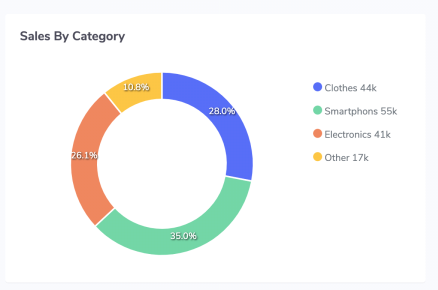 Sales By Category
10.8%
28.0%
Clothes 44k
Smartphons 55k
Electronics 41k
Other 17k
26.1%
35.0%